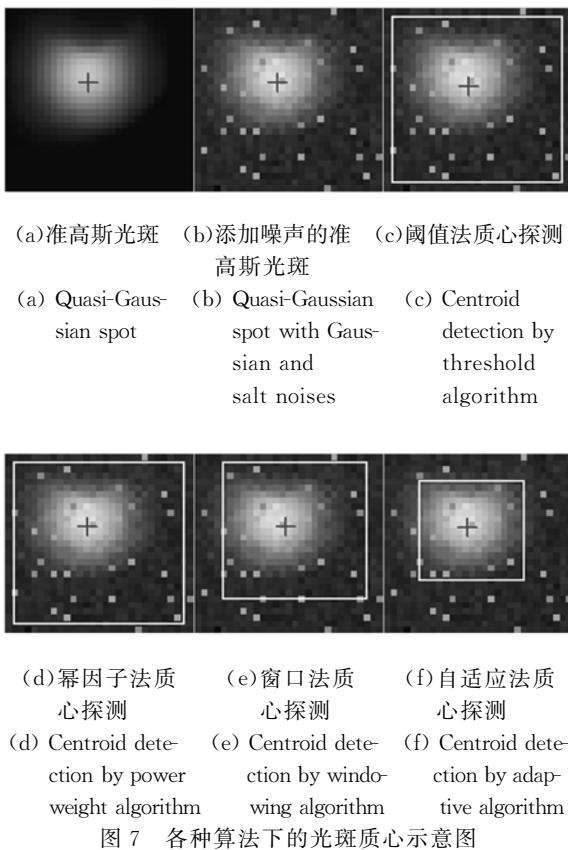 (a)准高斯光斑 (b)添加噪声的准 (c)阈值法质心探测
高斯光斑
(a) Quasi-Gaus- (b) Quasi-Gaussian (c) Centroid
sian spot spot with Gaus- detection by
sian and threshold
salt noises algorithm
(d)幂因子法质 (e)窗口法质 (f)自适应法质
心探测 心探测 心探测
(d) Centroid dete- (e) Centroid dete- (f) Centroid dete-
ction by power ction by windo- ction by adap-
weight algorithm wing algorithm tive algorithm
图 7 各种算法下的光斑质心示意图